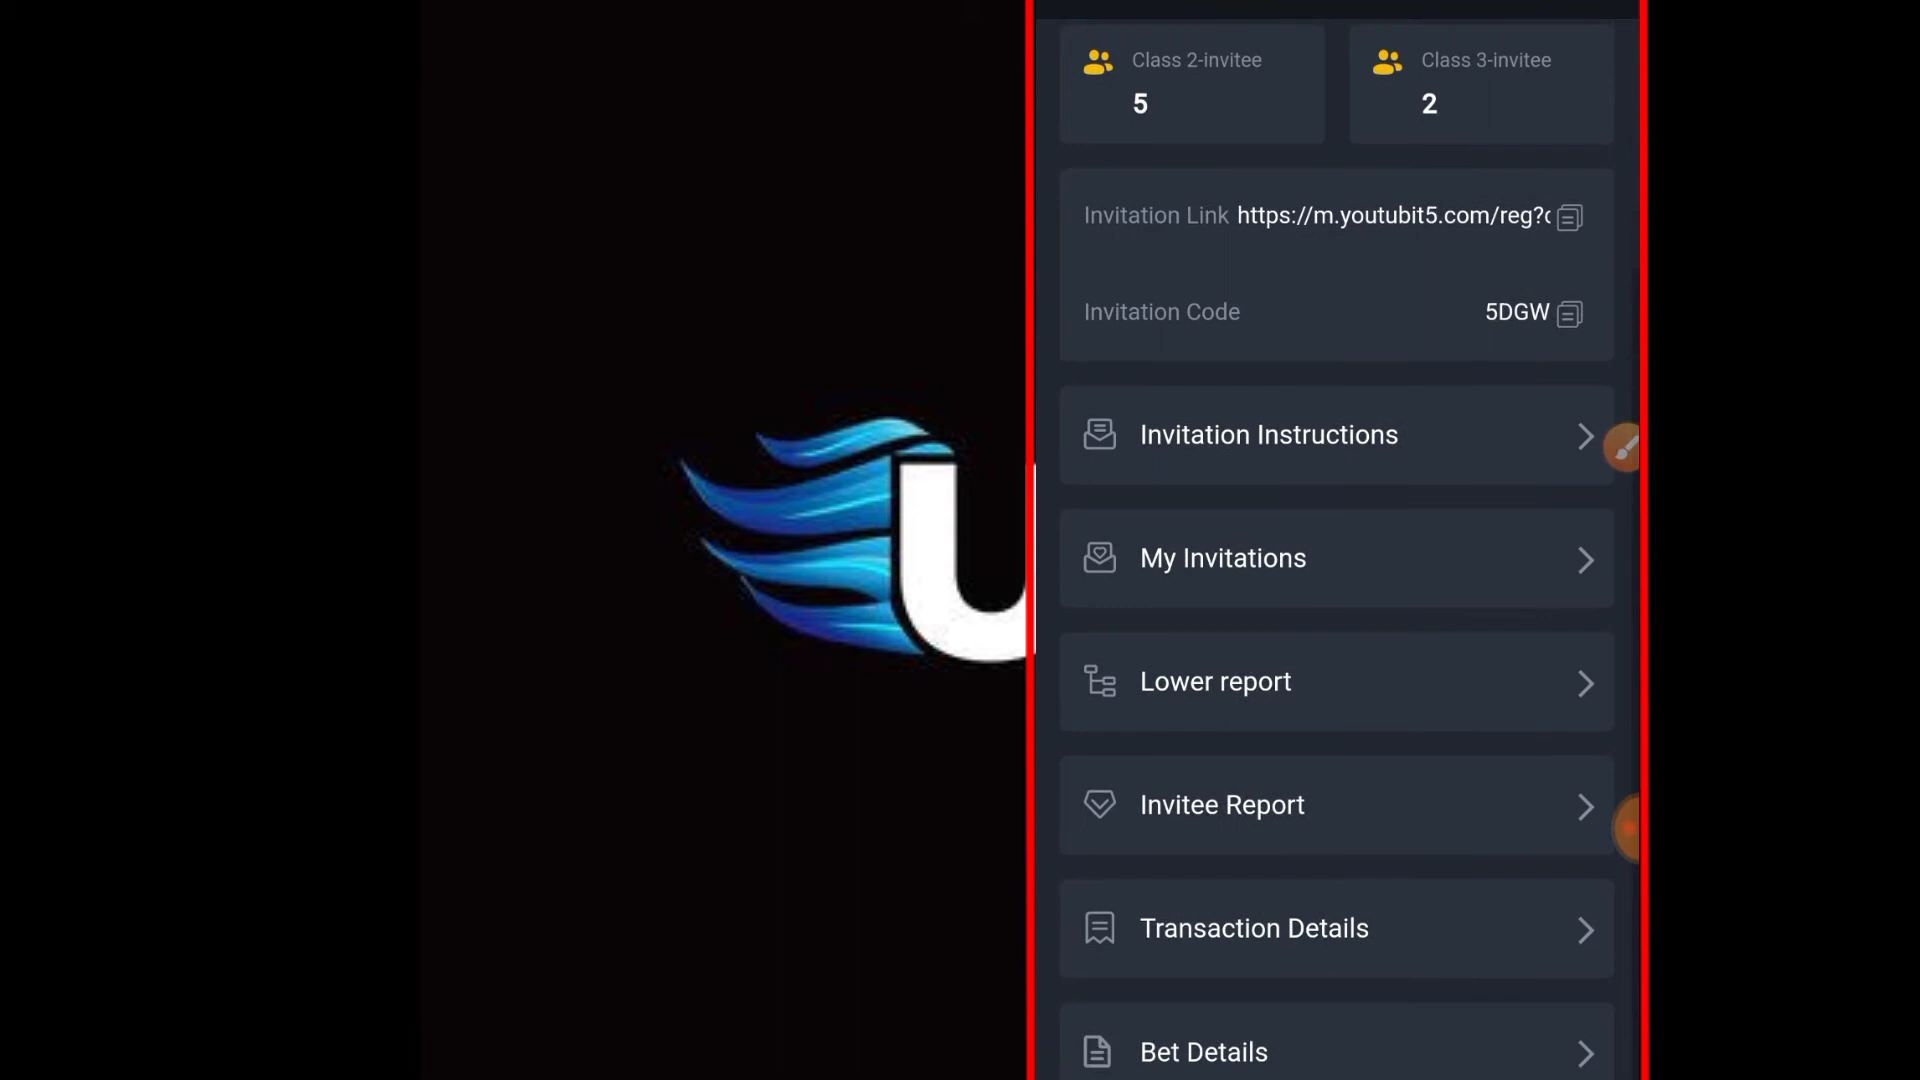 Class 2-invitee
5
Class 3-invitee
2
Invitation Link https://m.youtubit5.com/reg?
Invitation Code 5DGW
Invitation Instructions
My Invitations
Lower report
Invitee Report
Transaction Details
Bet Details
U